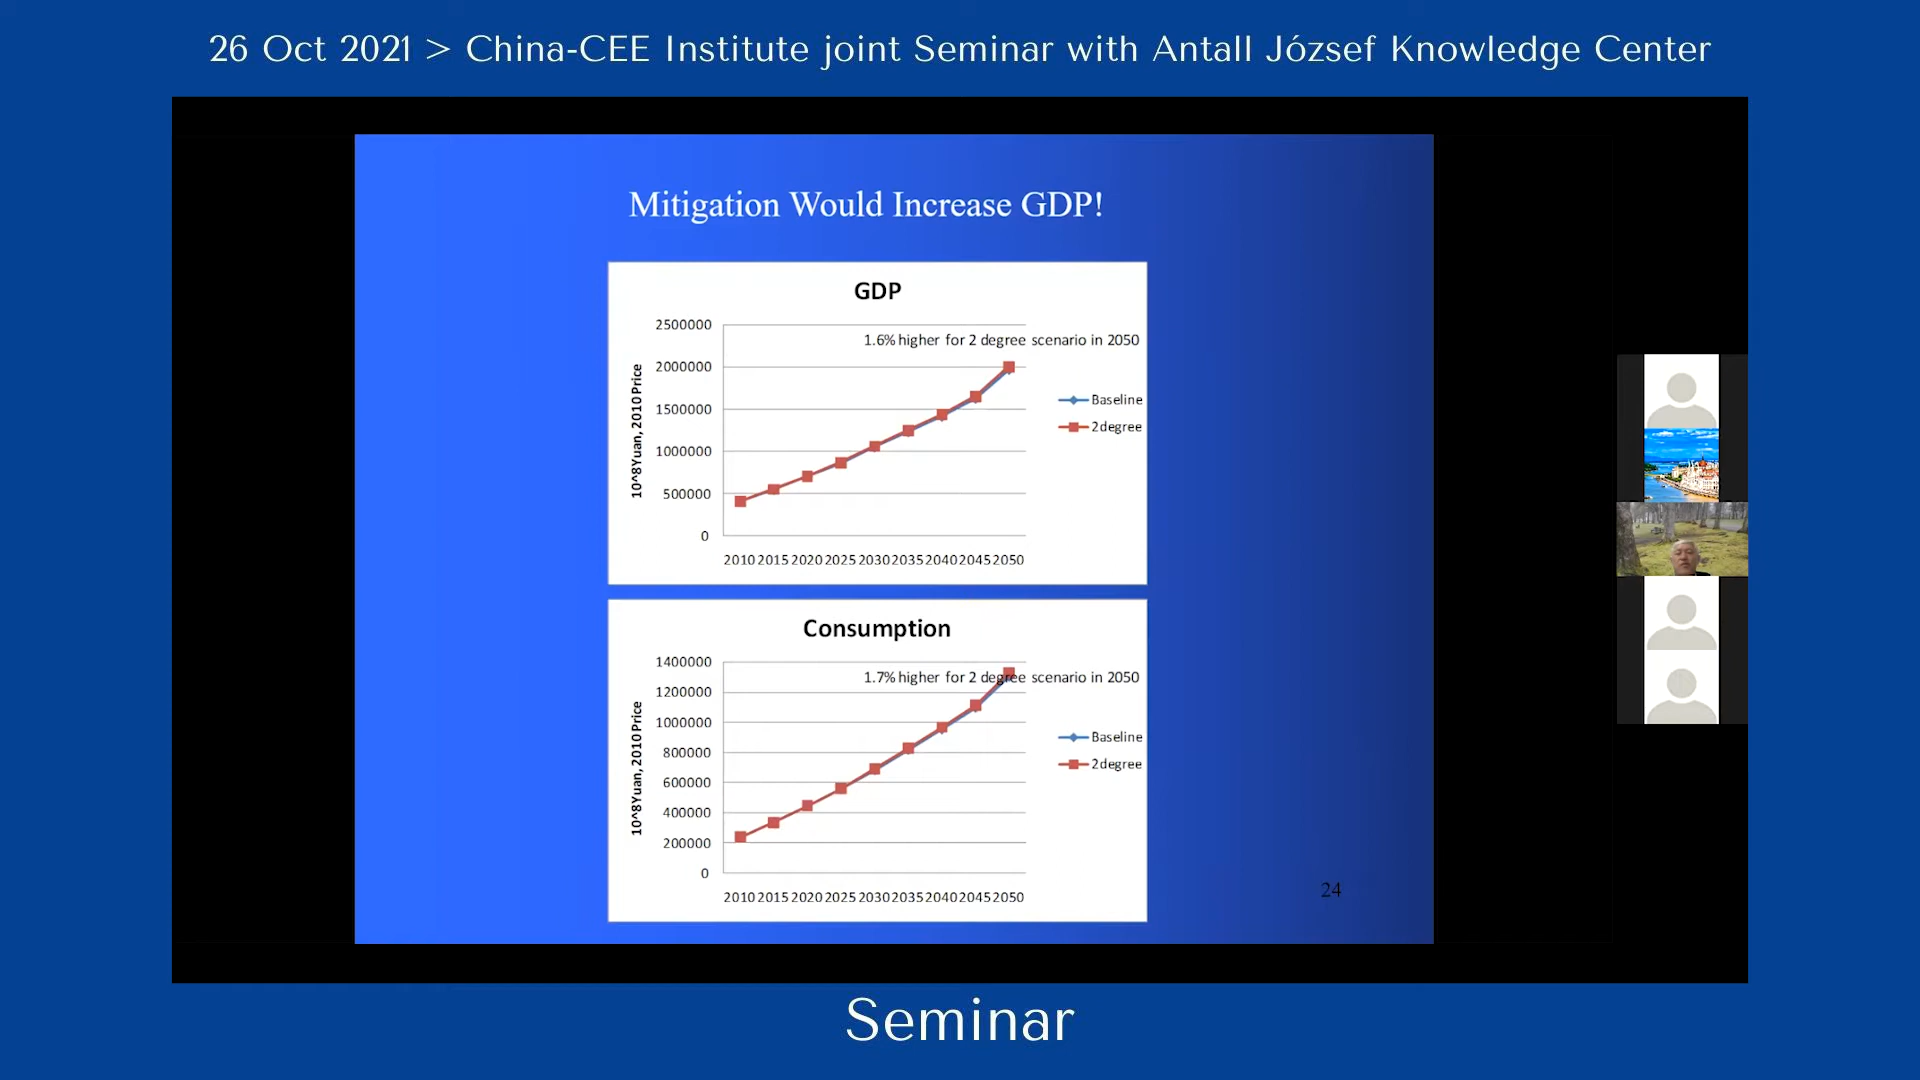 26 Oct 2021 > China-CEE Institute joint Seminar with Antall József Knowledge Center
Mitigation Would Increase GDP!
GDP
1.6% higher for 2 degree scenario in 2050
10^8Yuan, 2010 Price
2500000
2000000
1500000
1000000
500000
0
2010 2015 2020 2025 2030 2035 2040 2045 2050
Baseline
2degree
Consumption
1.7% higher for 2 degree scenario in 2050
10^8Yuan, 2010 Price
1400000
1200000
1000000
800000
600000
400000
200000
0
2010 2015 2020 2025 2030 2035 2040 2045 2050
Baseline
2degree
24
Seminar